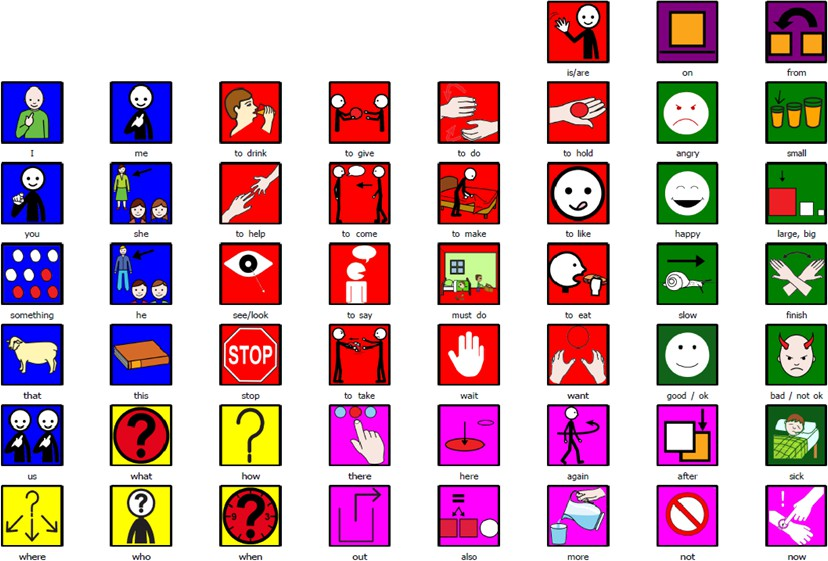 is/are on from
I me to drink to give to do to hold angry small
you she to help to come to make to like happy large, big
something he see/look to say must do to eat slow finish
STOP
that this stop to take wait want good / ok bad / not ok
? ?
us what how there here again after sick
? ? 9 ? 3 = !
where who when out also more not now